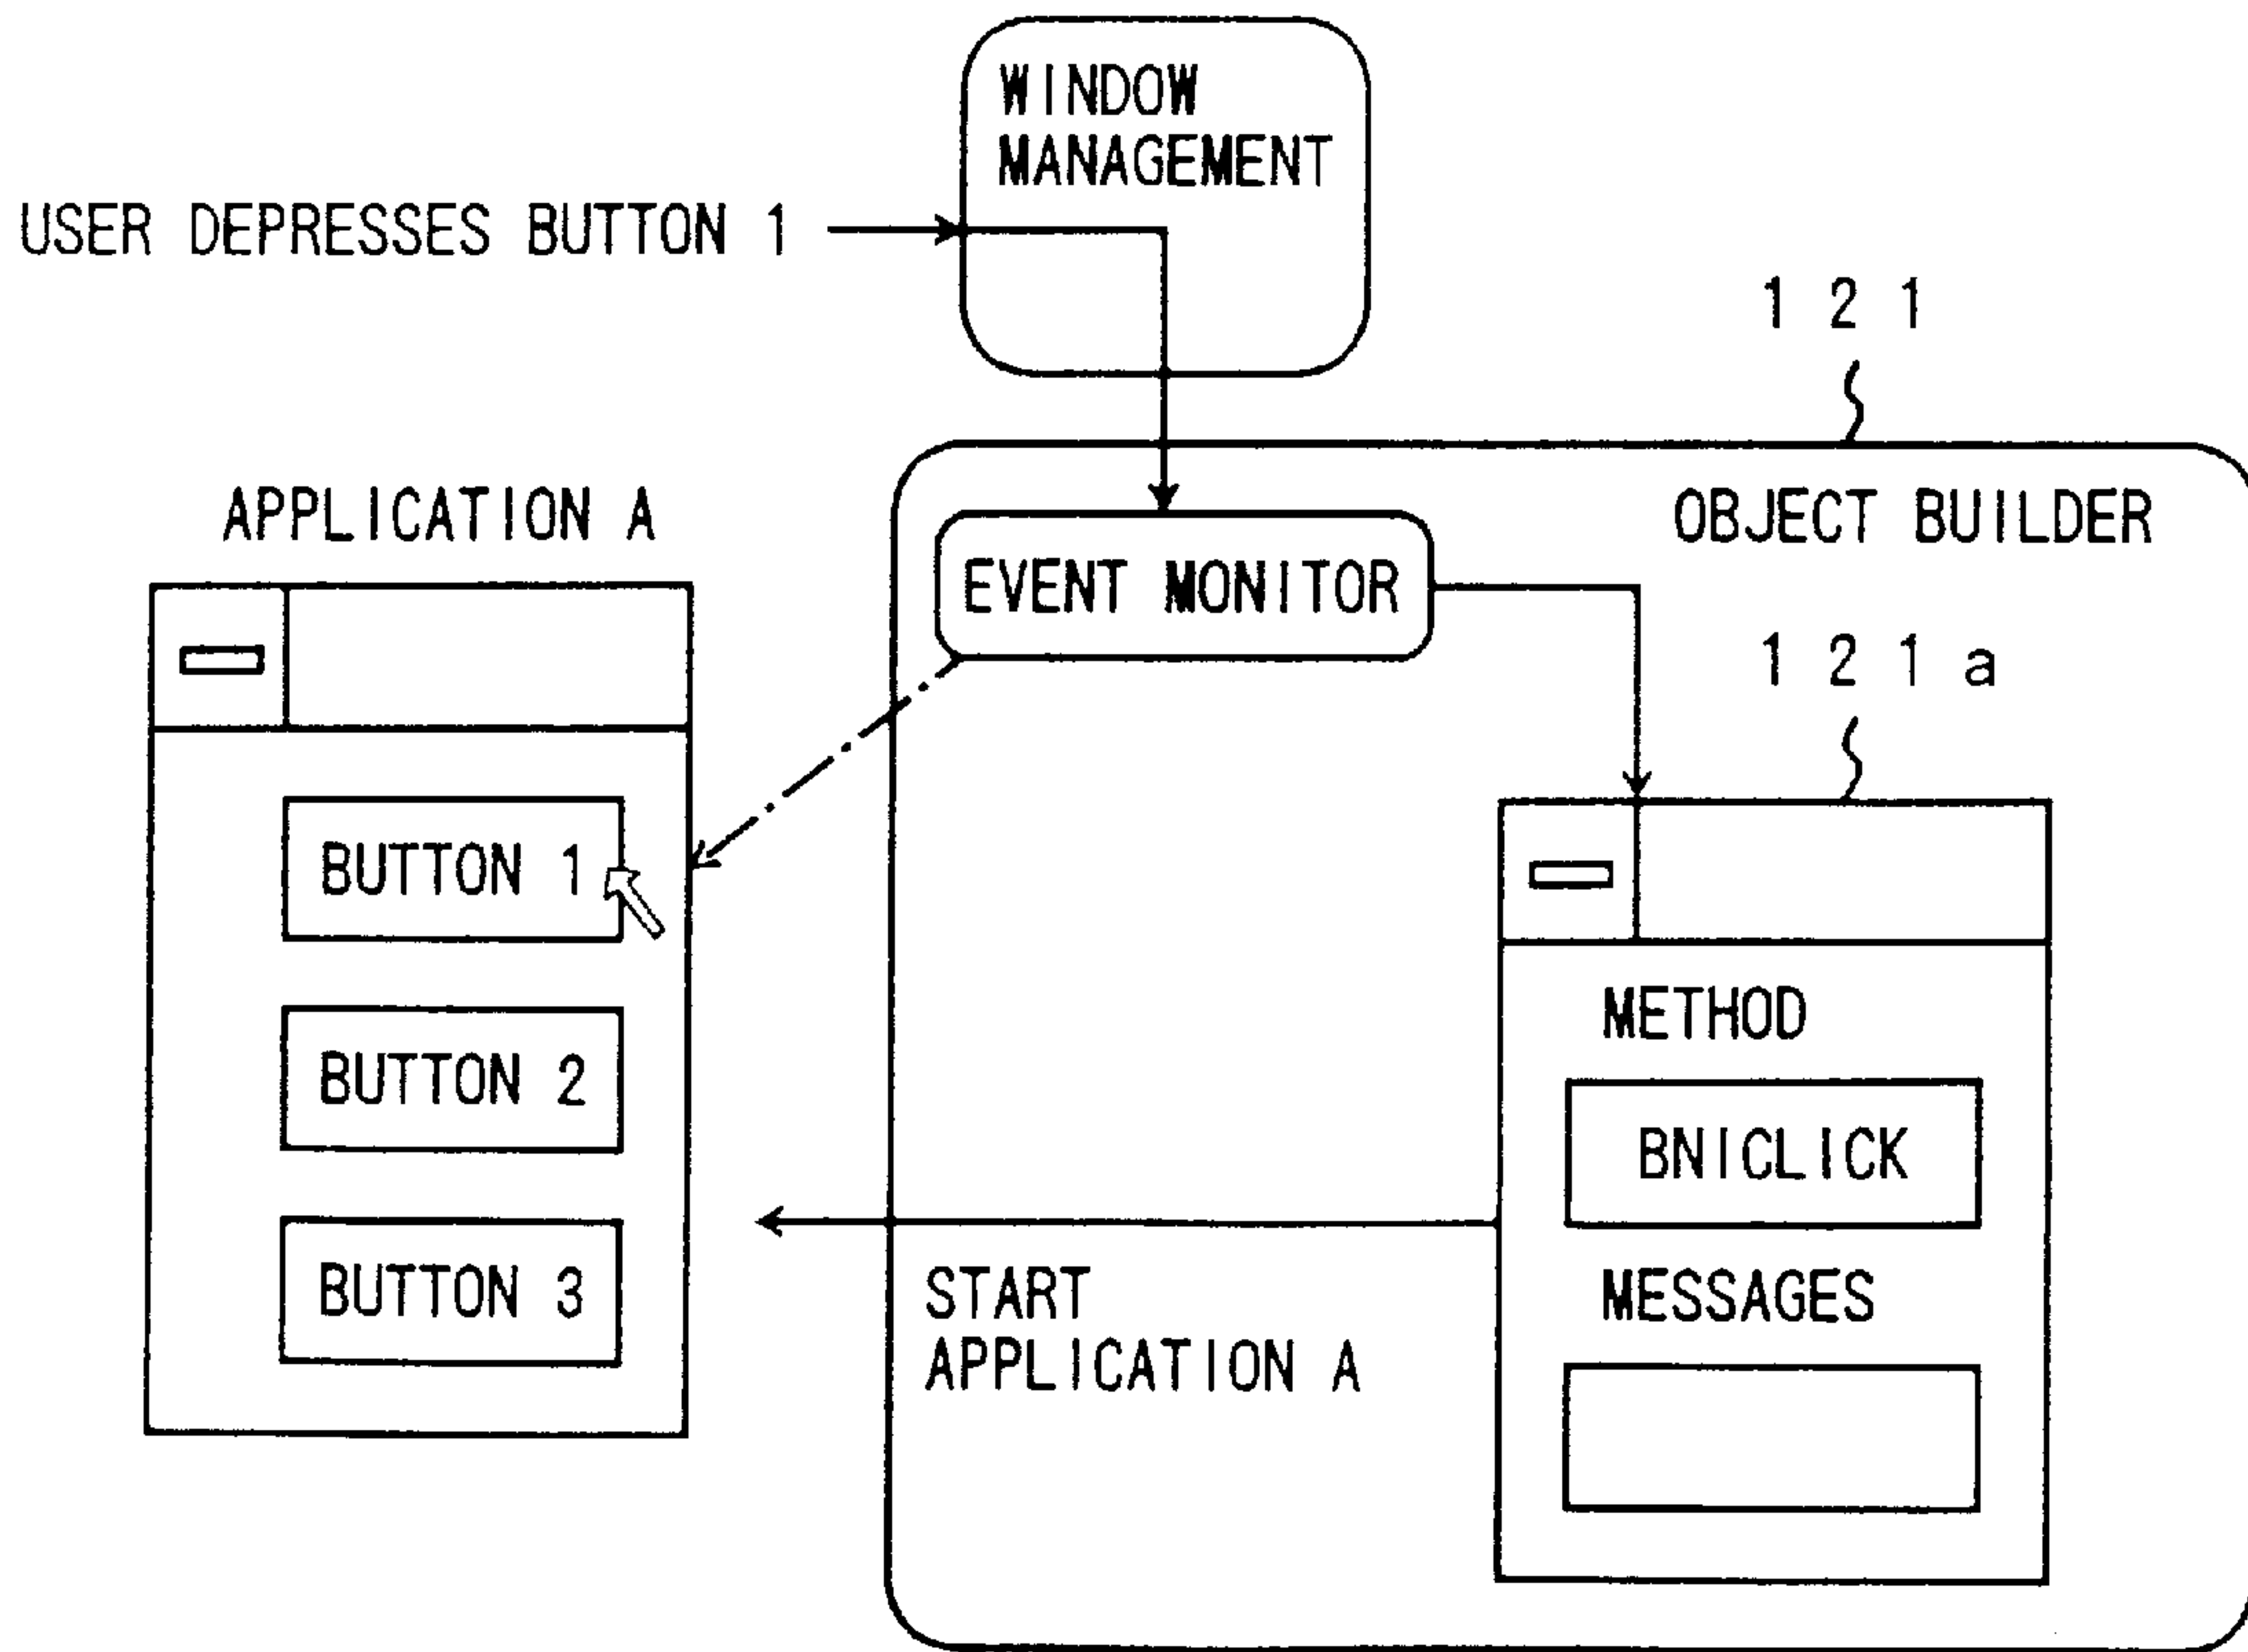 WINDOW
MANAGEMENT
USER DEPRESSES BUTTON 1
1 2 1
APPLICATION A
OBJECT BUILDER
EVENT MONITOR
1 2 1 a
BUTTON 1
METHOD
BUTTON 2
BNICLICK
BUTTON 3
START
APPLICATION A
MESSAGES